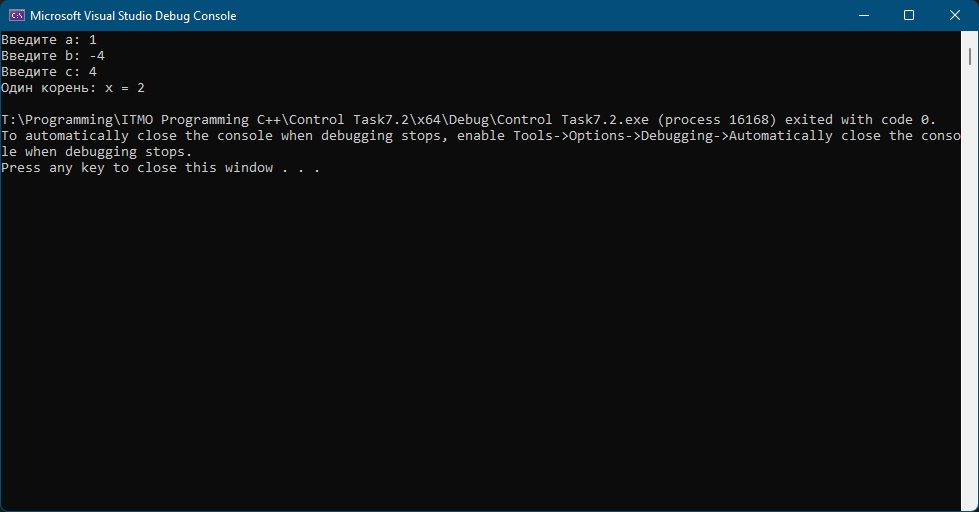 Microsoft Visual Studio Debug Console
Введите a: 1
Введите b: -4
Введите c: 4
Один корень: x = 2
T:\Programming\ITMO Programming C++\Control Task7.2\x64\Debug\Control Task7.2.exe (process 16168) exited with code 0.
To automatically close the console when debugging stops, enable Tools->Options->Debugging->Automatically close the conso
le when debugging stops.
Press any key to close this window . . .